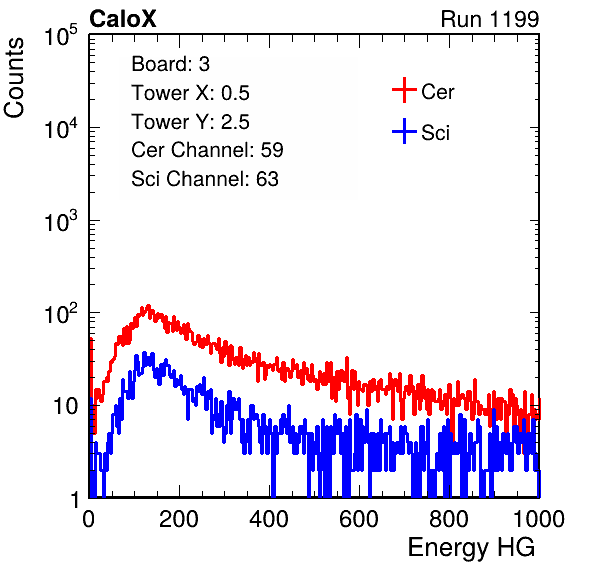 CaloX Run 1199
Counts
Board: 3
Tower X: 0.5
Tower Y: 2.5
Cer Channel: 59
Sci Channel: 63
Cer
Sci
10^5
10^4
10^3
10^2
10
1
0 200 400 600 800 1000
Energy HG